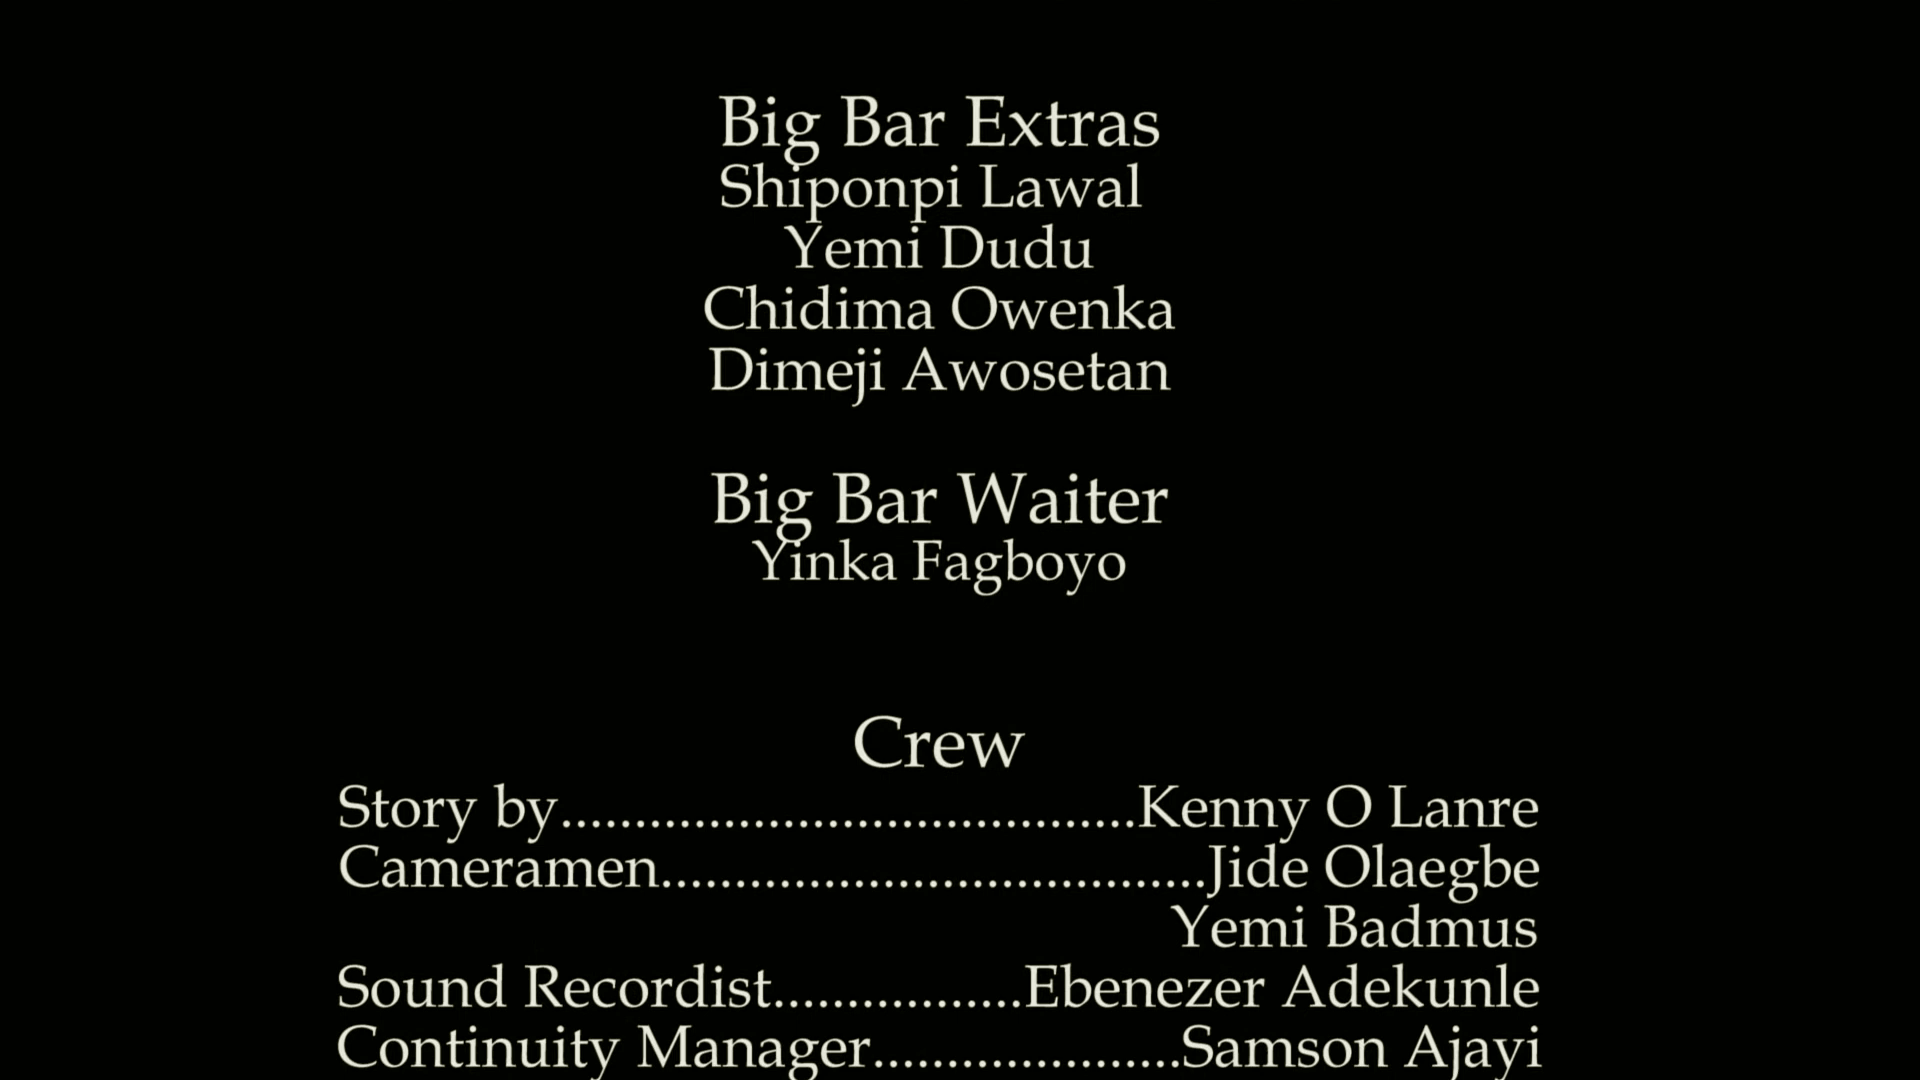 Big Bar Extras
Shiponpi Lawal
Yemi Dudu
Chidima Owenka
Dimeji Awosetan
Big Bar Waiter
Yinka Fagboyo
Crew
Story by......................................Kenny O Lanre
Cameramen....................................Jide Olaegbe
Yemi Badmus
Sound Recordist.................Ebenezer Adekunle
Continuity Manager.....................Samson Ajayi